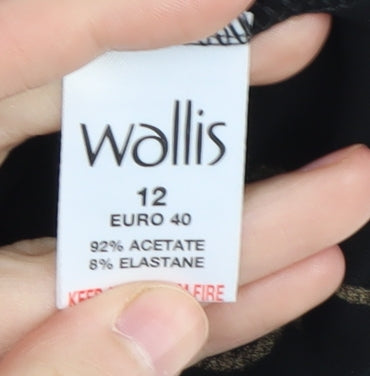 wallis
12
EURO 40
92% ACETATE
8% ELASTANE
KEEP FIRE